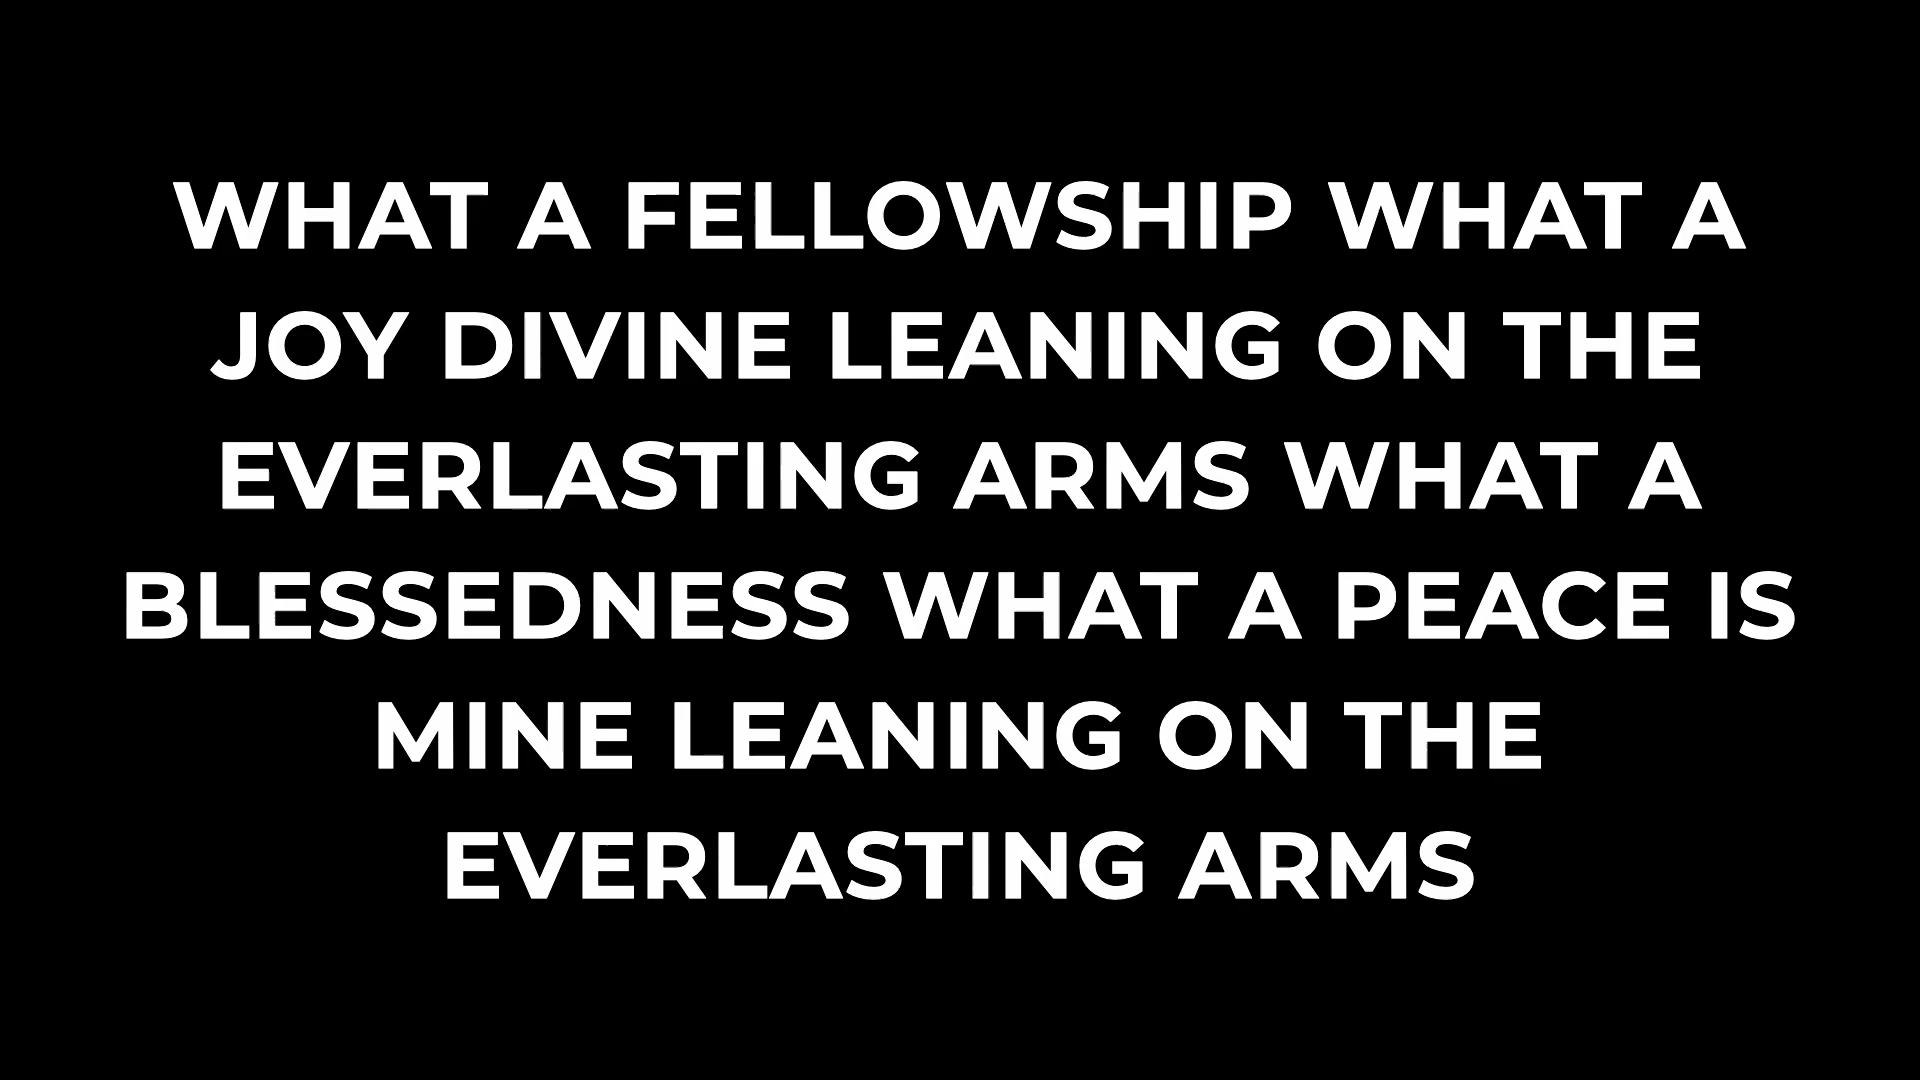 WHAT A FELLOWSHIP WHAT A
JOY DIVINE LEANING ON THE
EVERLASTING ARMS WHAT A
BLESSEDNESS WHAT A PEACE IS
MINE LEANING ON THE
EVERLASTING ARMS